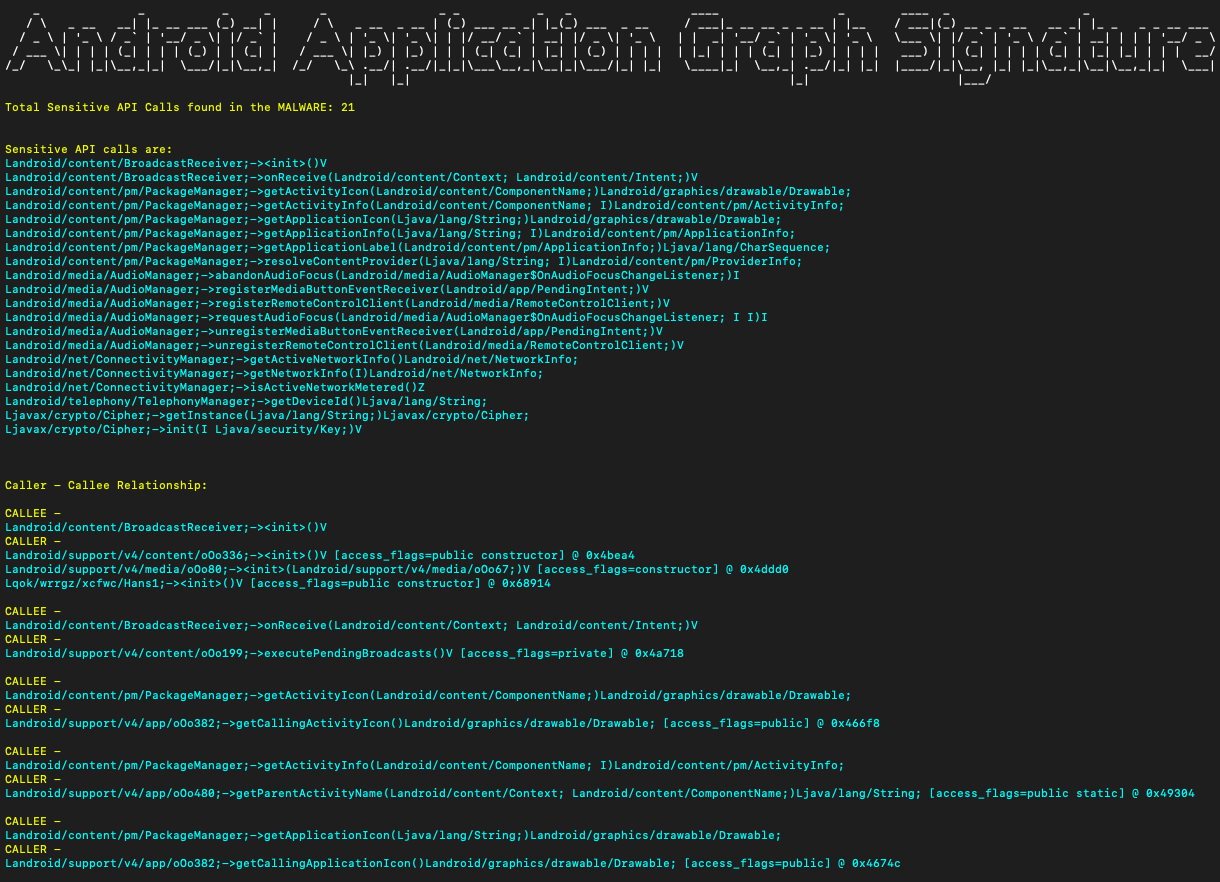 Android Application Graph Signature
Total Sensitive API Calls found in the MALWARE: 21
Sensitive API calls are:
Landroid/content/BroadcastReceiver;-><init>()V
Landroid/content/BroadcastReceiver;->onReceive(Landroid/content/Context; Landroid/content/Intent;)V
Landroid/content/pm/PackageManager;->getActivityIcon(Landroid/content/ComponentName;)Landroid/graphics/drawable/Drawable;
Landroid/content/pm/PackageManager;->getActivityInfo(Landroid/content/ComponentName; I)Landroid/content/pm/ActivityInfo;
Landroid/content/pm/PackageManager;->getApplicationIcon(Ljava/lang/String;)Landroid/graphics/drawable/Drawable;
Landroid/content/pm/PackageManager;->getApplicationInfo(Ljava/lang/String; I)Landroid/content/pm/ApplicationInfo;
Landroid/content/pm/PackageManager;->getApplicationLabel(Landroid/content/pm/ApplicationInfo;)Ljava/lang/CharSequence;
Landroid/content/pm/PackageManager;->resolveContentProvider(Ljava/lang/String; I)Landroid/content/pm/ProviderInfo;
Landroid/media/AudioManager;->abandonAudioFocus(Landroid/media/AudioManager$OnAudioFocusChangeListener;)I
Landroid/media/AudioManager;->registerMediaButtonEventReceiver(Landroid/app/PendingIntent;)V
Landroid/media/AudioManager;->registerRemoteControlClient(Landroid/media/RemoteControlClient;)V
Landroid/media/AudioManager;->requestAudioFocus(Landroid/media/AudioManager$OnAudioFocusChangeListener; I I)I
Landroid/media/AudioManager;->unregisterMediaButtonEventReceiver(Landroid/app/PendingIntent;)V
Landroid/media/AudioManager;->unregisterRemoteControlClient(Landroid/media/RemoteControlClient;)V
Landroid/net/ConnectivityManager;->getActiveNetworkInfo()Landroid/net/NetworkInfo;
Landroid/net/ConnectivityManager;->getNetworkInfo(I)Landroid/net/NetworkInfo;
Landroid/net/ConnectivityManager;->isActiveNetworkMetered()Z
Landroid/telephony/TelephonyManager;->getDeviceId()Ljava/lang/String;
Ljavax/crypto/Cipher;->getInstance(Ljava/lang/String;)Ljavax/crypto/Cipher;
Ljavax/crypto/Cipher;->init(I Ljava/security/Key;)V
Caller - Callee Relationship:
CALLEE -
Landroid/content/BroadcastReceiver;-><init>()V
CALLER -
Landroid/support/v4/content/oOo336;-><init>()V [access_flags=public constructor] @ 0x4bea4
Landroid/support/v4/media/oOo80;-><init>(Landroid/support/v4/media/oOo67;)V [access_flags=constructor] @ 0x4ddd0
Lqok/wrrgz/xcfwc/Hans1;-><init>()V [access_flags=public constructor] @ 0x68914
CALLEE -
Landroid/content/BroadcastReceiver;->onReceive(Landroid/content/Context; Landroid/content/Intent;)V
CALLER -
Landroid/support/v4/content/oOo199;->executePendingBroadcasts()V [access_flags=private] @ 0x4a718
CALLEE -
Landroid/content/pm/PackageManager;->getActivityIcon(Landroid/content/ComponentName;)Landroid/graphics/drawable/Drawable;
CALLER -
Landroid/support/v4/app/oOo382;->getCallingActivityIcon()Landroid/graphics/drawable/Drawable; [access_flags=public] @ 0x466f8
CALLEE -
Landroid/content/pm/PackageManager;->getActivityInfo(Landroid/content/ComponentName; I)Landroid/content/pm/ActivityInfo;
CALLER -
Landroid/support/v4/app/oOo480;->getParentActivityName(Landroid/content/Context; Landroid/content/ComponentName;)Ljava/lang/String; [access_flags=public static] @ 0x49304
CALLEE -
Landroid/content/pm/PackageManager;->getApplicationIcon(Ljava/lang/String;)Landroid/graphics/drawable/Drawable;
CALLER -
Landroid/support/v4/app/oOo382;->getCallingApplicationIcon()Landroid/graphics/drawable/Drawable; [access_flags=public] @ 0x4674c